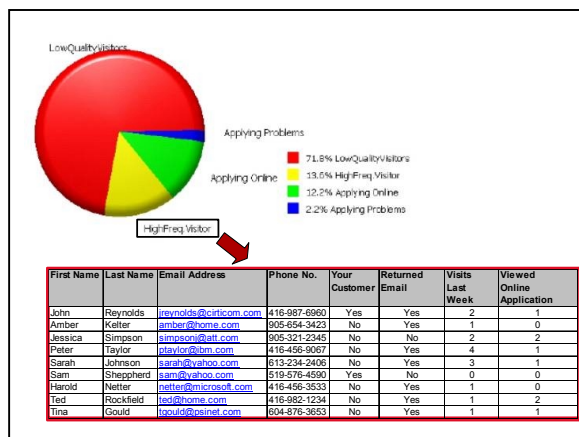 LowQualityVisitors
Applying Problems
Applying Online
HighFreq.Visitor
71.8% LowQualityVisitors
13.6% HighFreq.Visitor
12.2% Applying Online
2.2% Applying Problems
First Name Last Name Email Address Phone No. Your Customer Returned Email Visits Last Week Viewed Online Application
John Reynolds jreynolds@cirticom.com 416-987-6960 Yes Yes 2 1
Amber Kelter amber@home.com 905-654-3423 No Yes 1 0
Jessica Simpson simpsonj@att.com 905-321-2345 No No 2 2
Peter Taylor ptaylor@ibm.com 416-456-9067 No Yes 4 1
Sarah Johnson sarah@yahoo.com 613-234-2406 No Yes 3 1
Sam Sheppherd sam@yahoo.com 519-576-4590 Yes No 0 0
Harold Netter netter@microsoft.com 416-456-3533 No Yes 1 0
Ted Rockfield ted@home.com 416-982-1234 No Yes 1 2
Tina Gould tgould@psinet.com 604-876-3653 No Yes 1 1